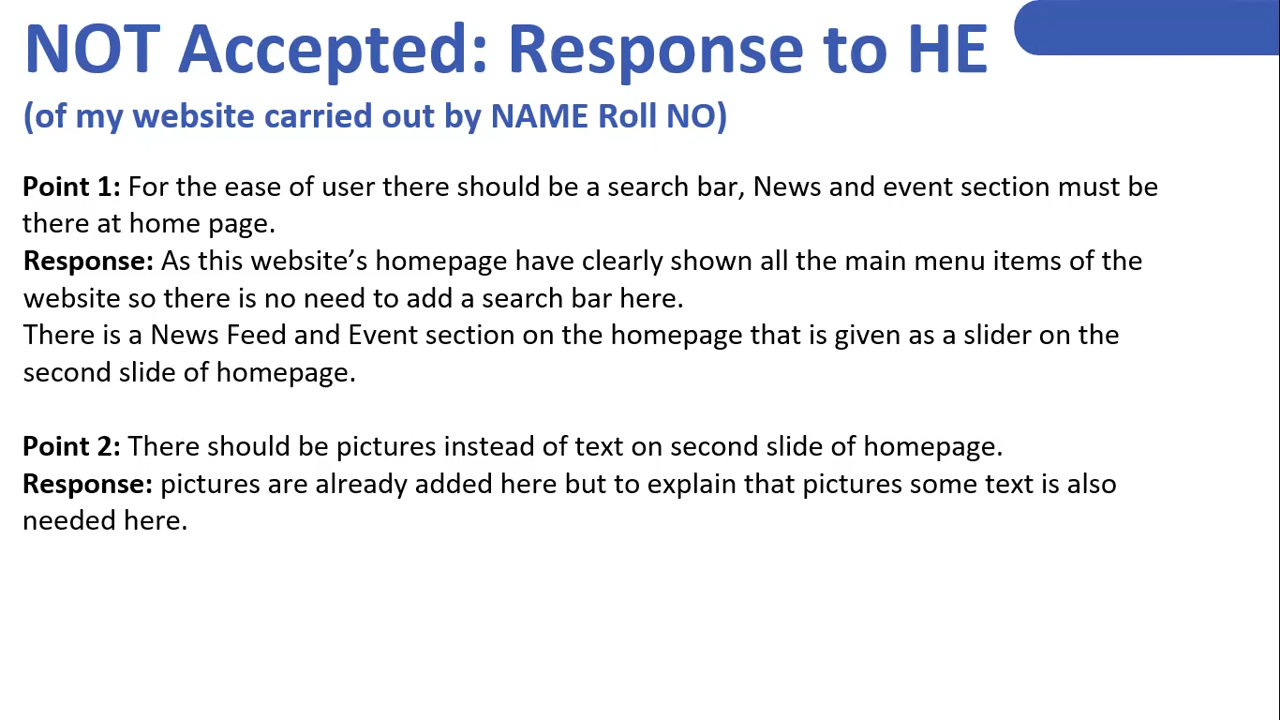 NOT Accepted: Response to HE
(of my website carried out by NAME Roll NO)
Point 1: For the ease of user there should be a search bar, News and event section must be
there at home page.
Response: As this website’s homepage have clearly shown all the main menu items of the
website so there is no need to add a search bar here.
There is a News Feed and Event section on the homepage that is given as a slider on the
second slide of homepage.
Point 2: There should be pictures instead of text on second slide of homepage.
Response: pictures are already added here but to explain that pictures some text is also
needed here.